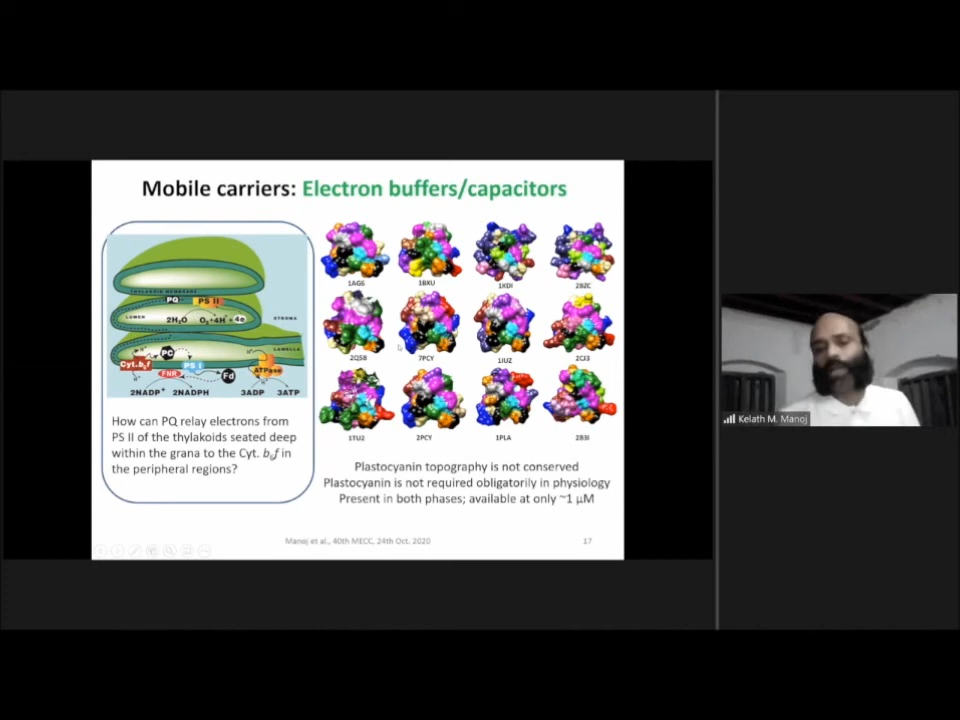 Mobile carriers: Electron buffers/capacitors
THYLAKOID MEMBRANE
PQ PS II
LUMEN 2H₂O O₂+4H⁺+4e STROMA
PC LAMELLA
Cyt.b₆f PS I ATPase
FNR Fd
2NADP⁺ 2NADPH 3ADP 3ATP
How can PQ relay electrons from
PS II of the thylakoids seated deep
within the grana to the Cyt. b₆f in
the peripheral regions?
1AG6 1BXU 1KDI 2BZC
2Q5B 7PCY 1IUZ 2CJ3
1TU2 2PCY 1PLA 2B3I
Plastocyanin topography is not conserved
Plastocyanin is not required obligatorily in physiology
Present in both phases; available at only ~1 μM
Manoj et al., 40th MECC, 24th Oct. 2020 17
Kelath M. Manoj